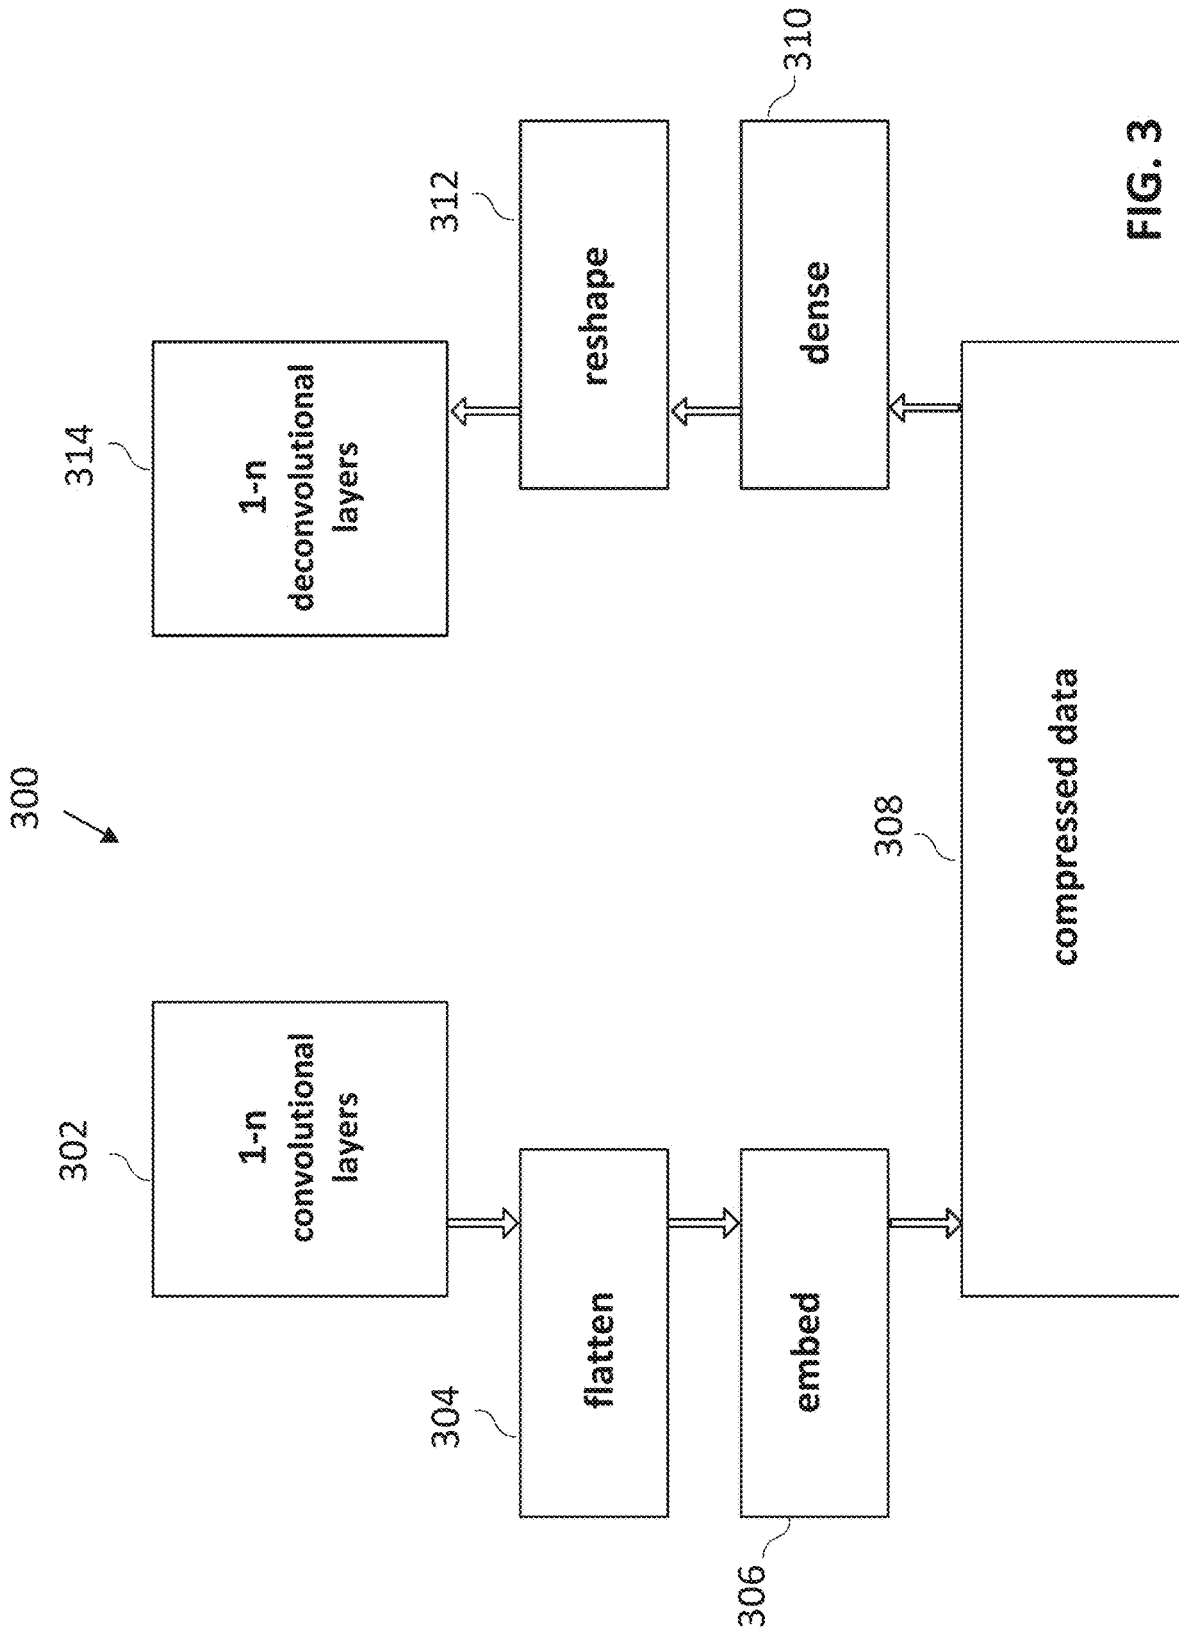 300
302
1-n
convolutional
layers
304
flatten
306
embed
308
compressed data
310
dense
312
reshape
314
1-n
deconvolutional
layers
FIG. 3